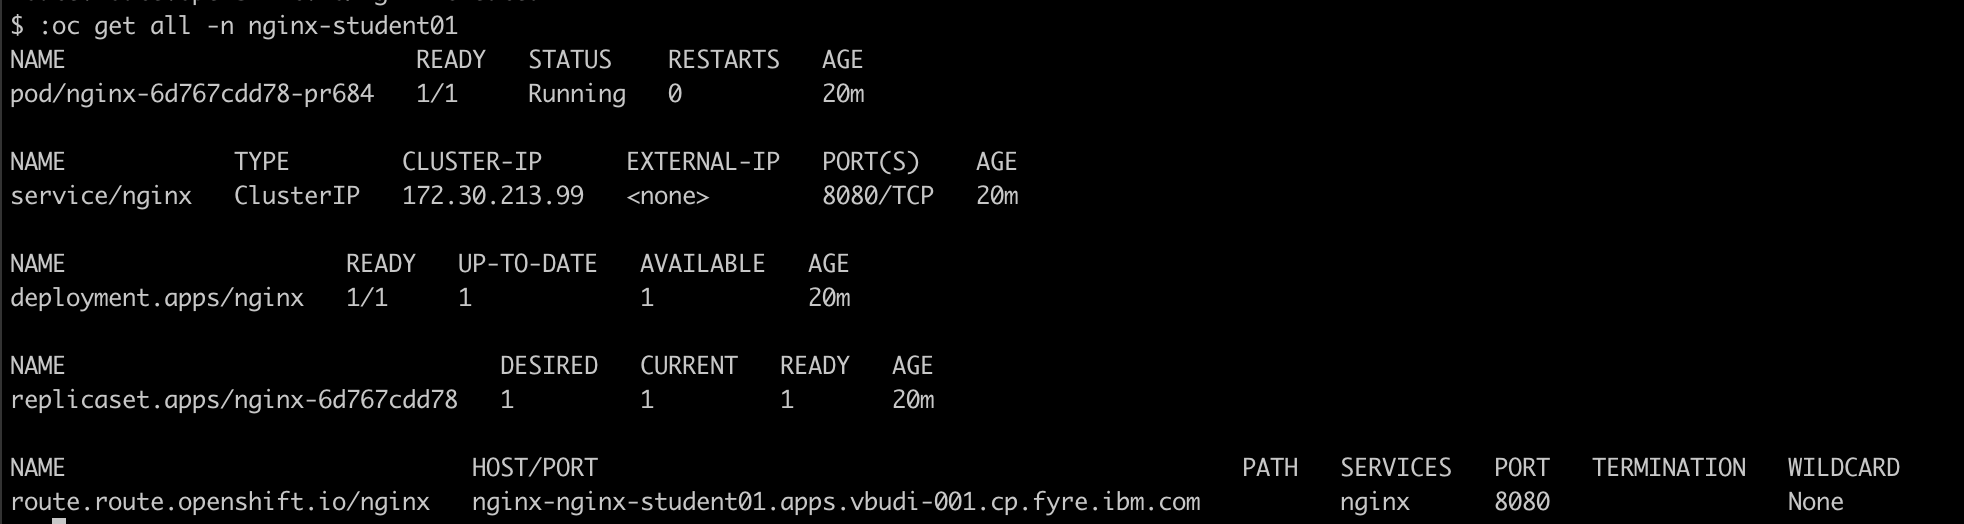 $ :oc get all -n nginx-student01
NAME READY STATUS RESTARTS AGE
pod/nginx-6d767cdd78-pr684 1/1 Running 0 20m
NAME TYPE CLUSTER-IP EXTERNAL-IP PORT(S) AGE
service/nginx ClusterIP 172.30.213.99 <none> 8080/TCP 20m
NAME READY UP-TO-DATE AVAILABLE AGE
deployment.apps/nginx 1/1 1 1 20m
NAME DESIRED CURRENT READY AGE
replicaset.apps/nginx-6d767cdd78 1 1 1 20m
NAME HOST/PORT PATH SERVICES PORT TERMINATION WILDCARD
route.route.openshift.io/nginx nginx-nginx-student01.apps.vbudi-001.cp.fyre.ibm.com nginx 8080 None